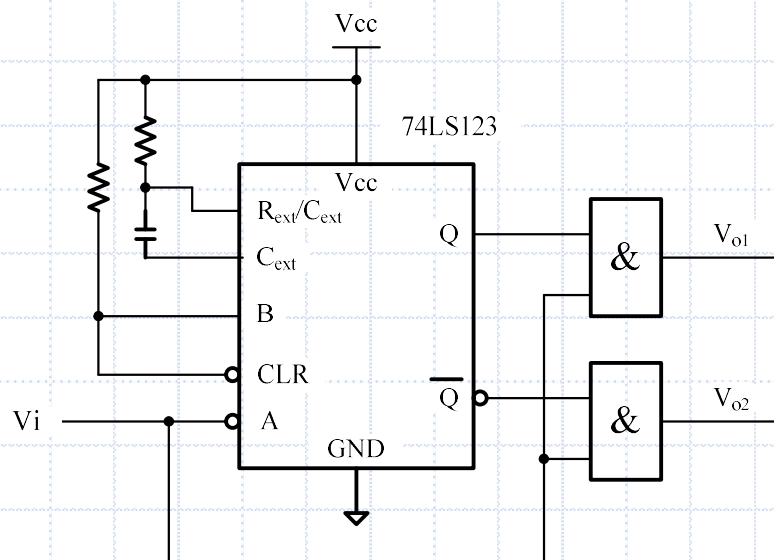 Vcc
74LS123
Vcc
Rext/Cext
Q
&
Vo1
Cext
B
CLR
Q
&
Vo2
Vi
A
GND